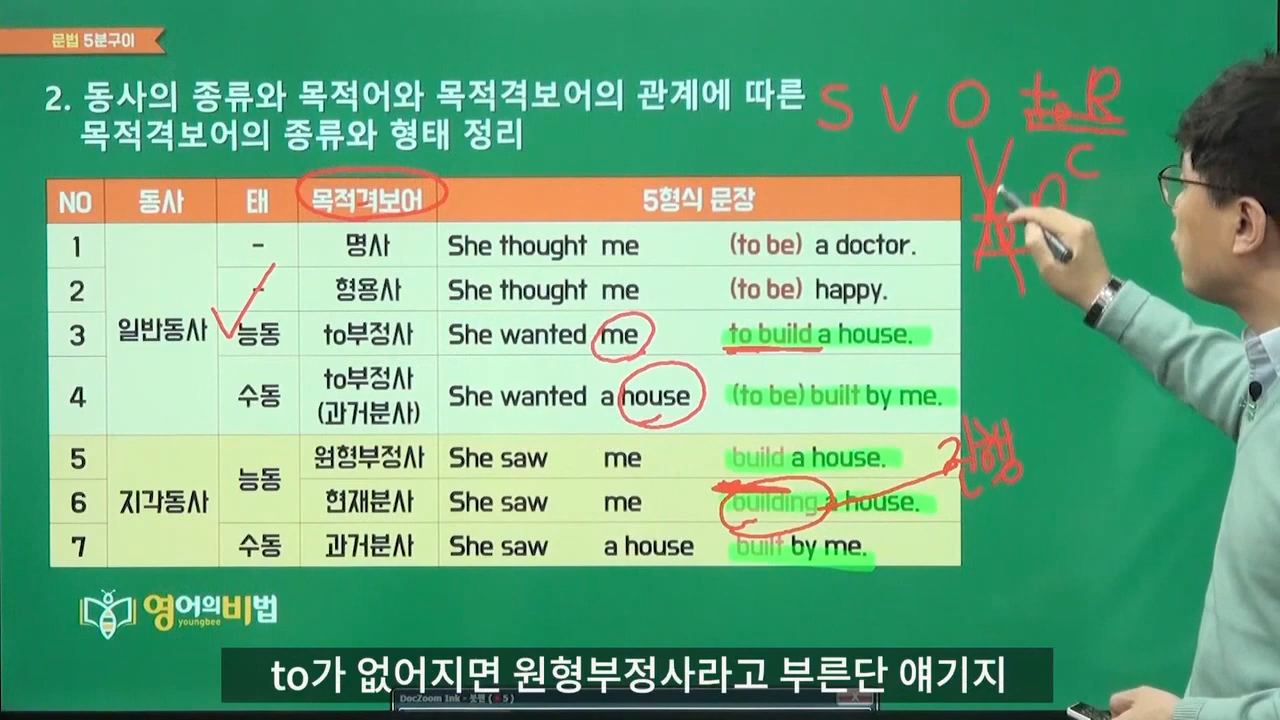 문법 5분구이
2. 동사의 종류와 목적어와 목적격보어의 관계에 따른
목적격보어의 종류와 형태 정리
S V O to R
C
NO 동사 태 목적격보어 5형식 문장
1 - 명사 She thought me (to be) a doctor.
2 - 형용사 She thought me (to be) happy.
일반동사
3 능동 to부정사 She wanted me to build a house.
4 수동 to부정사 (과거분사) She wanted a house (to be) built by me.
5 능동 원형부정사 She saw me build a house.
지각동사
6 현재분사 She saw me building a house.
진행
7 수동 과거분사 She saw a house built by me.
영어의비법
youngbee
to가 없어지면 원형부정사라고 부른단 얘기지
DocZoom Ink - 붓펜 ( 5 )